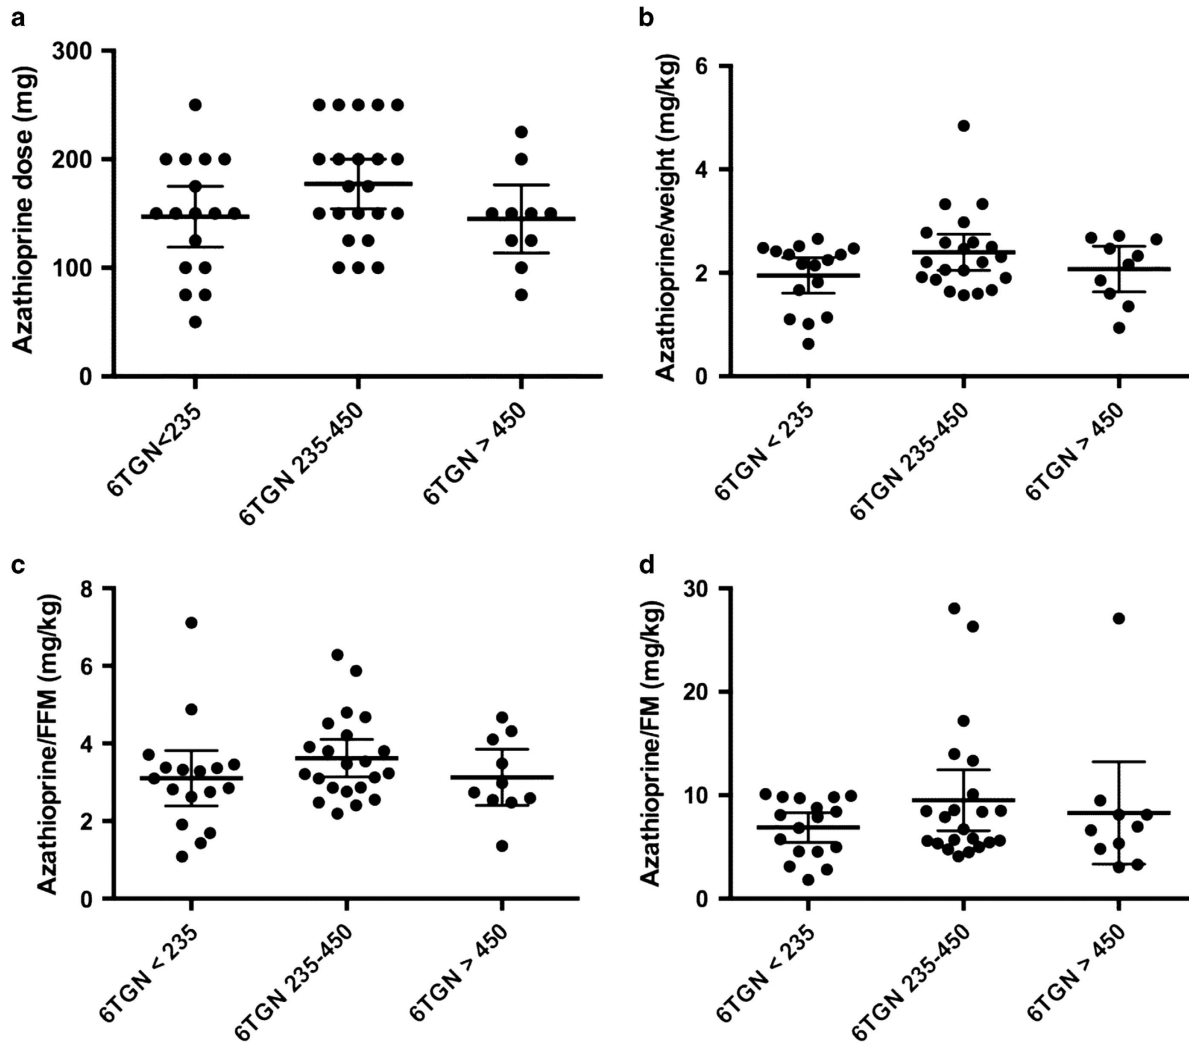 a
Azathioprine dose (mg)
300
200
100
0
6TGN<235
6TGN 235-450
6TGN > 450
b
Azathioprine/weight (mg/kg)
6
4
2
0
6TGN < 235
6TGN 235-450
6TGN > 450
c
Azathioprine/FFM (mg/kg)
8
6
4
2
0
6TGN < 235
6TGN 235-450
6TGN > 450
d
Azathioprine/FM (mg/kg)
30
20
10
0
6TGN < 235
6TGN 235-450
6TGN > 450